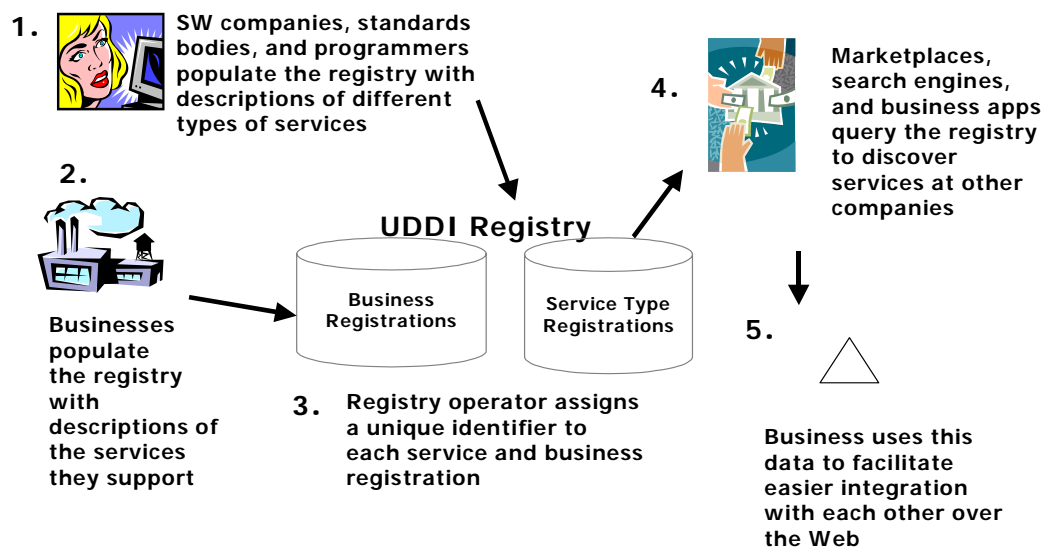 1.
SW companies, standards
bodies, and programmers
populate the registry with
descriptions of different
types of services
2.
Businesses
populate
the registry
with
descriptions of
the services
they support
UDDI Registry
Business
Registrations
Service Type
Registrations
3.
Registry operator assigns
a unique identifier to
each service and business
registration
4.
Marketplaces,
search engines,
and business apps
query the registry
to discover
services at other
companies
5.
Business uses this
data to facilitate
easier integration
with each other over
the Web